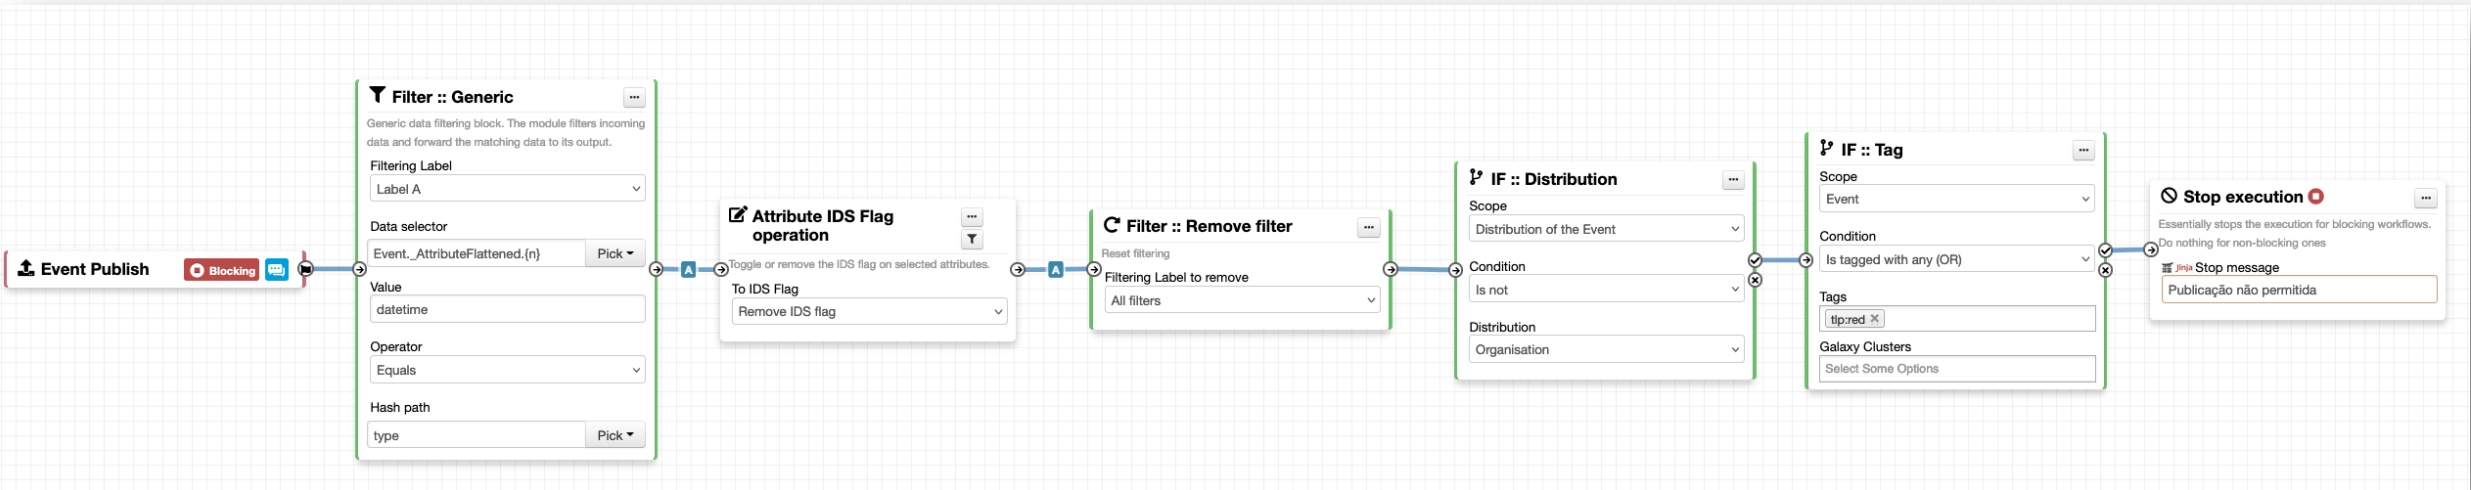 Event Publish
Blocking
Filter :: Generic
Generic data filtering block. The module filters incoming
data and forward the matching data to its output.
Filtering Label
Label A
Data selector
Event._AttributeFlattened.{n}
Pick
Value
datetime
Operator
Equals
Hash path
type
Pick
A
Attribute IDS Flag
operation
Toggle or remove the IDS flag on selected attributes.
To IDS Flag
Remove IDS flag
A
Filter :: Remove filter
Reset filtering
Filtering Label to remove
All filters
IF :: Distribution
Scope
Distribution of the Event
Condition
Is not
Distribution
Organisation
IF :: Tag
Scope
Event
Condition
Is tagged with any (OR)
Tags
tlp:red
Galaxy Clusters
Select Some Options
Stop execution
Essentially stops the execution for blocking workflows.
Do nothing for non-blocking ones
Jinja Stop message
Publicação não permitida